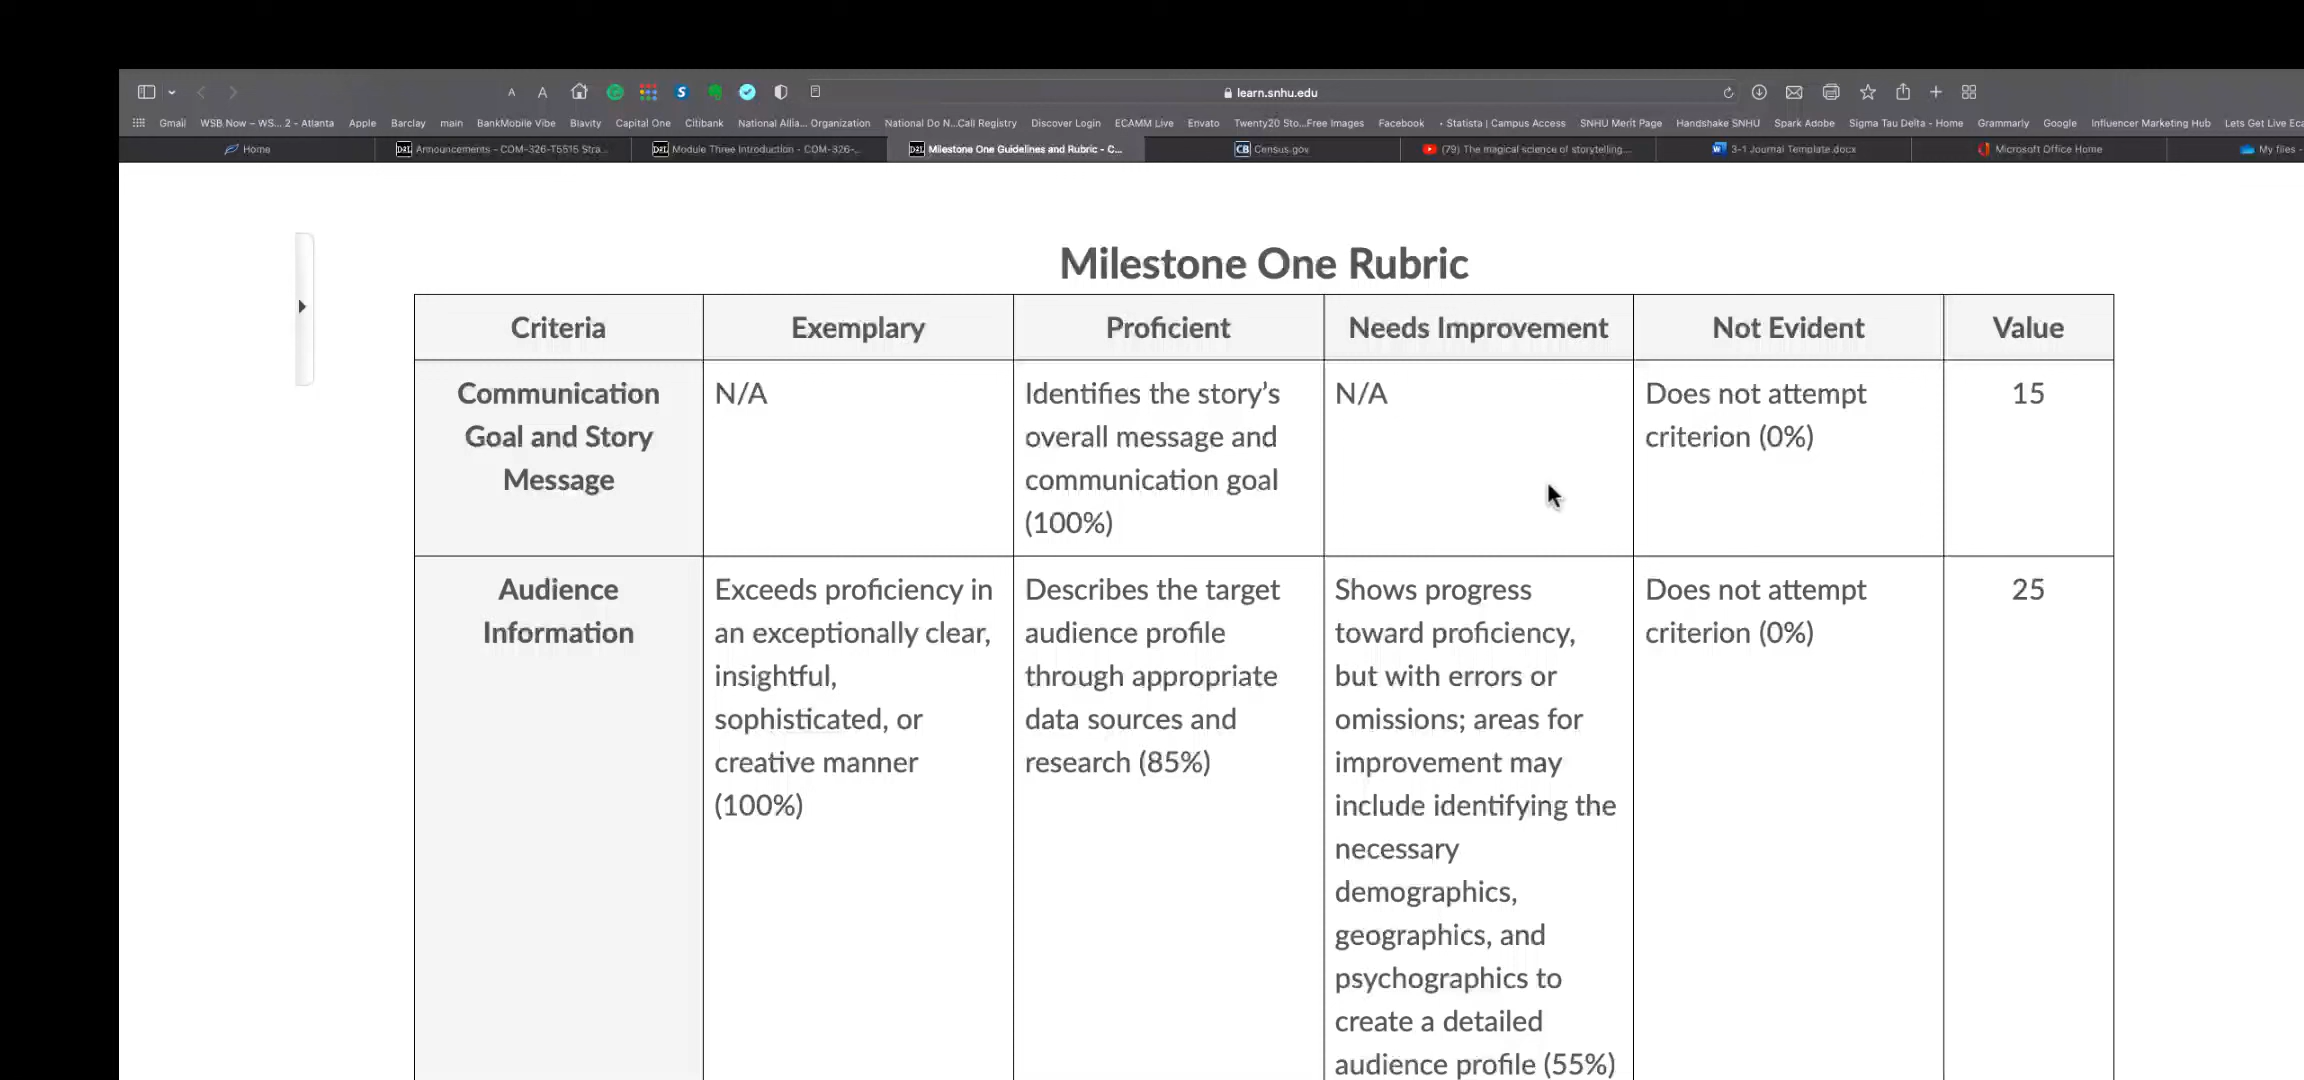 A A S learn.snhu.edu
Gmail WSB Now – WS... 2 - Atlanta Apple Barclay main BankMobile Vibe Blavity Capital One Citibank National Allia... Organization National Do N...Call Registry Discover Login ECAMM Live Envato Twenty20 Sto...Free Images Facebook - Statista | Campus Access SNHU Merit Page Handshake SNHU Spark Adobe Sigma Tau Delta - Home Grammarly Google Influencer Marketing Hub Lets Get Live Eca
Home D2L Announcements - COM-326-T5515 Stra... D2L Module Three Introduction - COM-326-... D2L Milestone One Guidelines and Rubric - C... CB Census.gov (79) The magical science of storytelling... W 3-1 Journal Template.docx Microsoft Office Home My files -
Milestone One Rubric
Criteria Exemplary Proficient Needs Improvement Not Evident Value
Communication
Goal and Story
Message
N/A
Identifies the story’s
overall message and
communication goal
(100%)
N/A
Does not attempt
criterion (0%)
15
Audience
Information
Exceeds proficiency in
an exceptionally clear,
insightful,
sophisticated, or
creative manner
(100%)
Describes the target
audience profile
through appropriate
data sources and
research (85%)
Shows progress
toward proficiency,
but with errors or
omissions; areas for
improvement may
include identifying the
necessary
demographics,
geographics, and
psychographics to
create a detailed
audience profile (55%)
Does not attempt
criterion (0%)
25